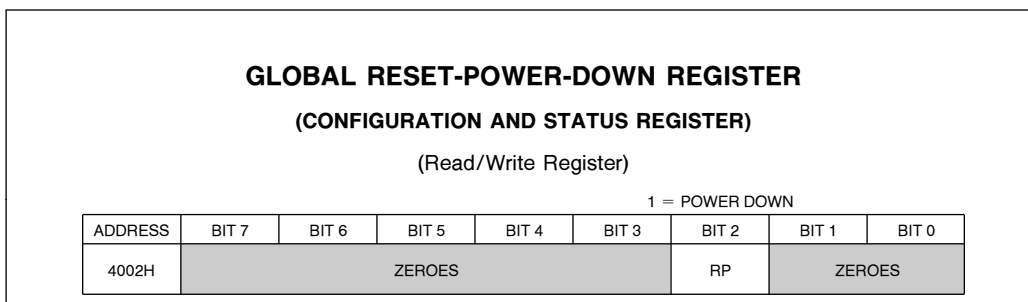 GLOBAL RESET-POWER-DOWN REGISTER
(CONFIGURATION AND STATUS REGISTER)
(Read/Write Register)
1 = POWER DOWN
ADDRESS BIT 7 BIT 6 BIT 5 BIT 4 BIT 3 BIT 2 BIT 1 BIT 0
4002H ZEROES RP ZEROES